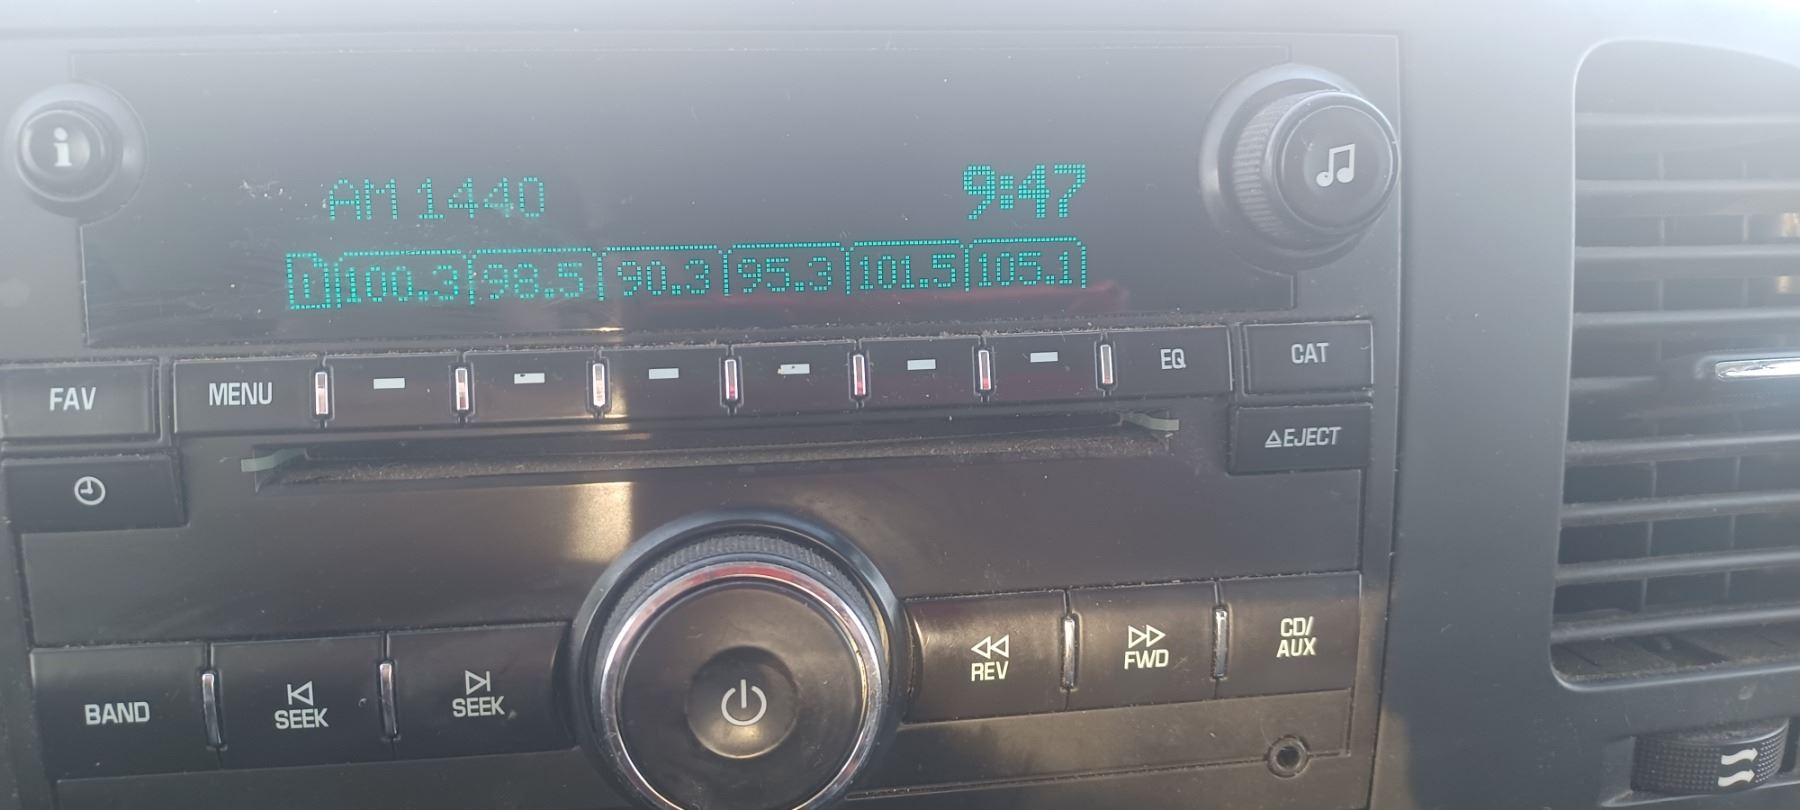 i
AM 1440 9:47
1 100.3 98.5 90.3 95.3 101.5 105.1
FAV MENU EQ CAT
EJECT
BAND SEEK SEEK REV FWD CD/
AUX